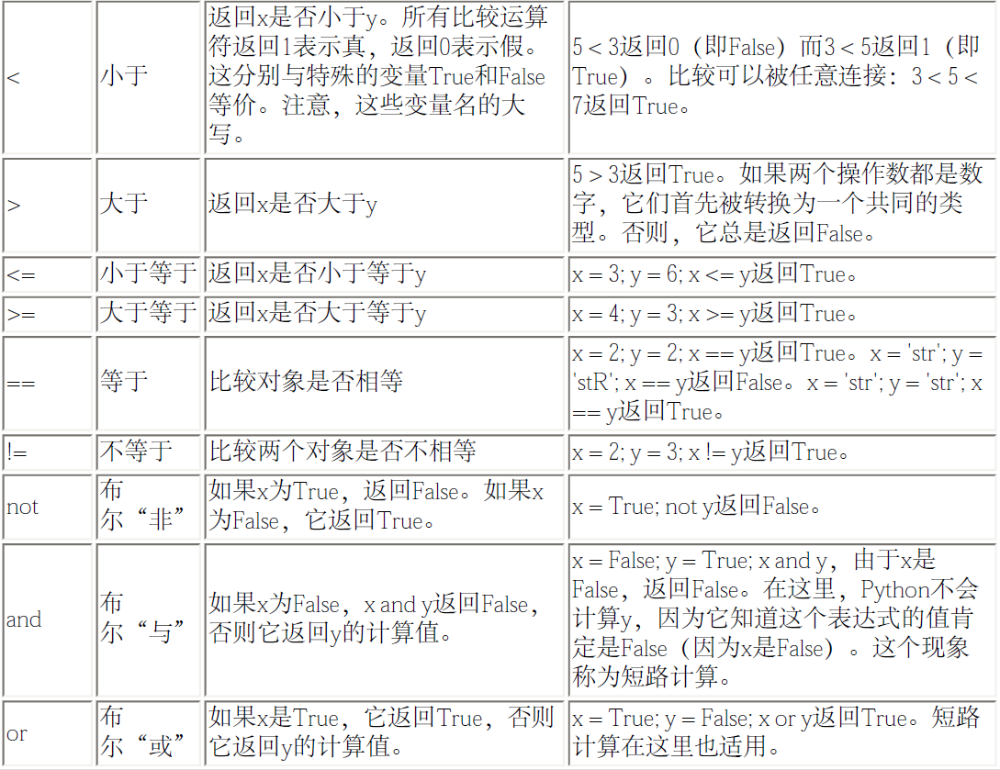 <
小于
返回x是否小于y。所有比较运算
符返回1表示真，返回0表示假。
这分别与特殊的变量True和False
等价。注意，这些变量名的大
写。
5 < 3返回0（即False）而3 < 5返回1（即
True）。比较可以被任意连接：3 < 5 <
7返回True。
>
大于
返回x是否大于y
5 > 3返回True。如果两个操作数都是数
字，它们首先被转换为一个共同的类
型。否则，它总是返回False。
<=
小于等于
返回x是否小于等于y
x = 3; y = 6; x <= y返回True。
>=
大于等于
返回x是否大于等于y
x = 4; y = 3; x >= y返回True。
==
等于
比较对象是否相等
x = 2; y = 2; x == y返回True。x = 'str'; y =
'stR'; x == y返回False。x = 'str'; y = 'str'; x
== y返回True。
!=
不等于
比较两个对象是否不相等
x = 2; y = 3; x != y返回True。
not
布
尔“非”
如果x为True，返回False。如果x
为False，它返回True。
x = True; not y返回False。
and
布
尔“与”
如果x为False，x and y返回False，
否则它返回y的计算值。
x = False; y = True; x and y，由于x是
False，返回False。在这里，Python不会
计算y，因为它知道这个表达式的值肯
定是False（因为x是False）。这个现象
称为短路计算。
or
布
尔“或”
如果x是True，它返回True，否则
它返回y的计算值。
x = True; y = False; x or y返回True。短路
计算在这里也适用。